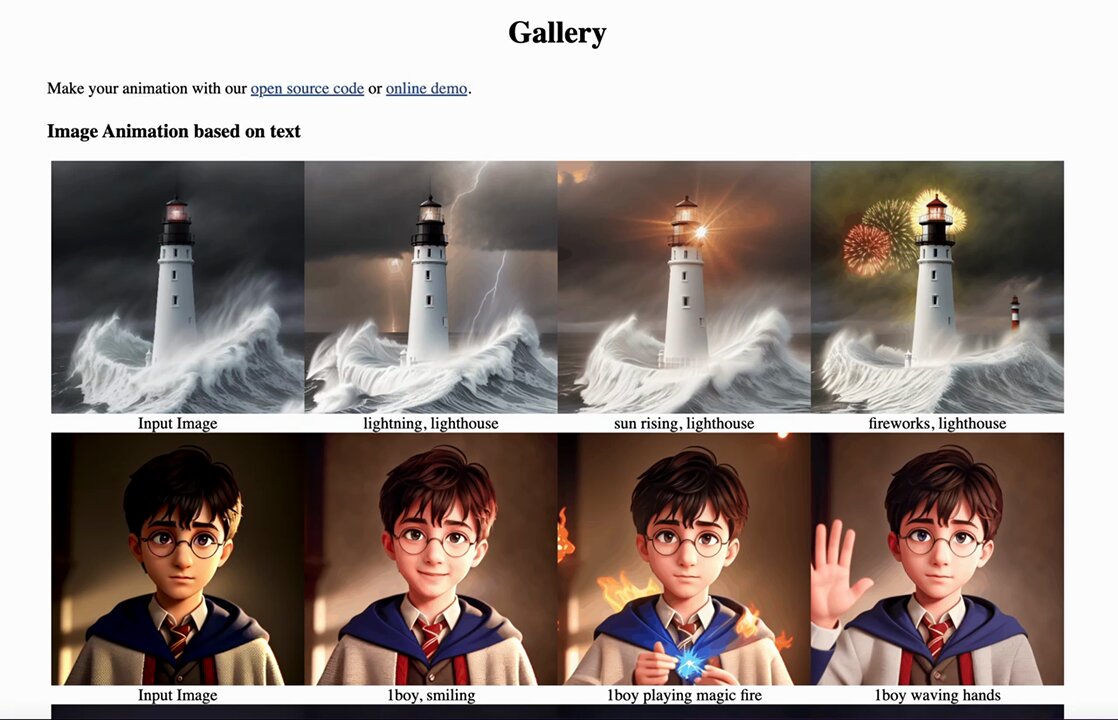 Gallery
Make your animation with our open source code or online demo.
Image Animation based on text
Input Image
lightning, lighthouse
sun rising, lighthouse
fireworks, lighthouse
Input Image
1boy, smiling
1boy playing magic fire
1boy waving hands